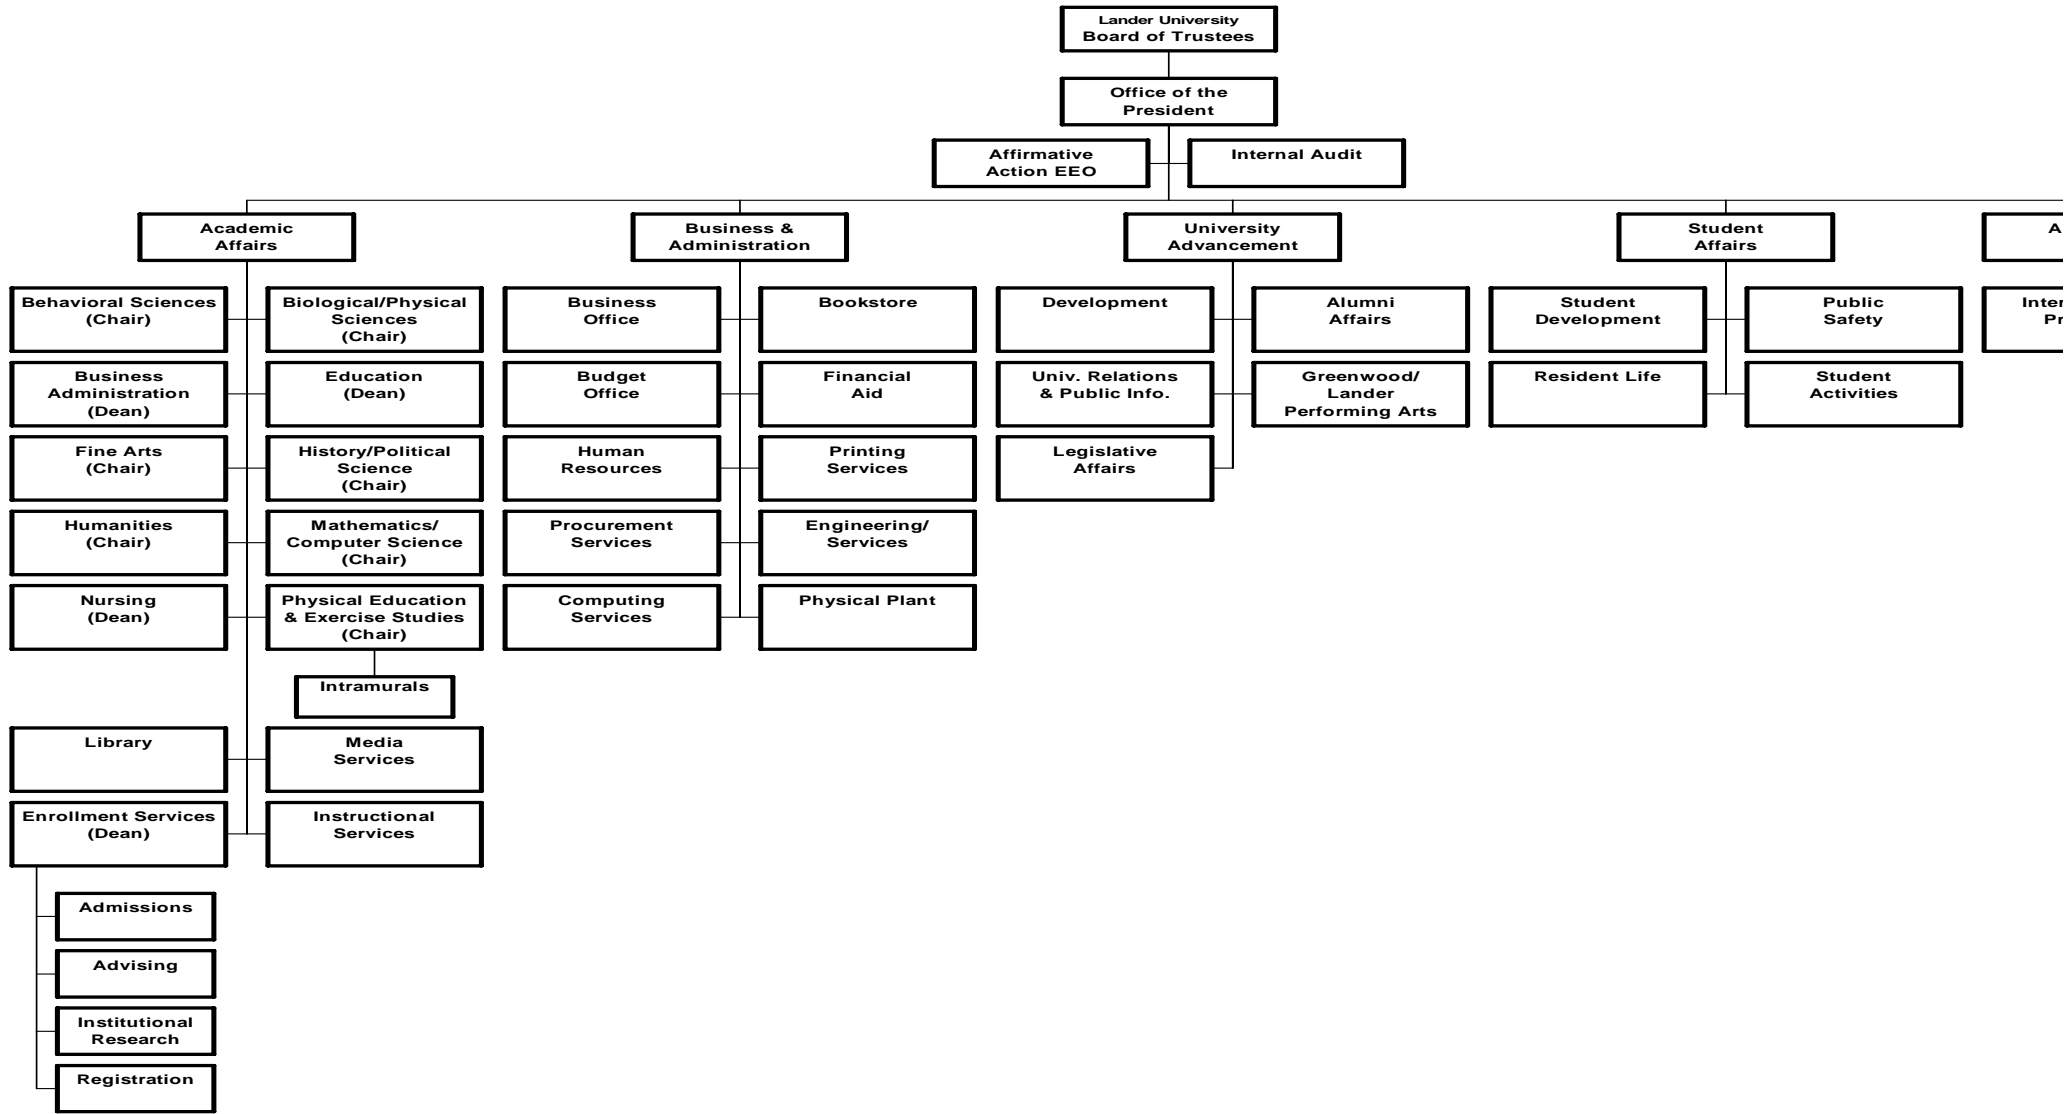 Lander University
Board of Trustees
Office of the
President
Affirmative
Action EEO
Internal Audit
Academic
Affairs
Business &
Administration
University
Advancement
Student
Affairs
Behavioral Sciences
(Chair)
Biological/Physical
Sciences
(Chair)
Business
Office
Bookstore
Development
Alumni
Affairs
Student
Development
Public
Safety
Business
Administration
(Dean)
Education
(Dean)
Budget
Office
Financial
Aid
Univ. Relations
& Public Info.
Greenwood/
Lander
Performing Arts
Resident Life
Student
Activities
Fine Arts
(Chair)
History/Political
Science
(Chair)
Human
Resources
Printing
Services
Legislative
Affairs
Humanities
(Chair)
Mathematics/
Computer Science
(Chair)
Procurement
Services
Engineering/
Services
Nursing
(Dean)
Physical Education
& Exercise Studies
(Chair)
Computing
Services
Physical Plant
Intramurals
Library
Media
Services
Enrollment Services
(Dean)
Instructional
Services
Admissions
Advising
Institutional
Research
Registration